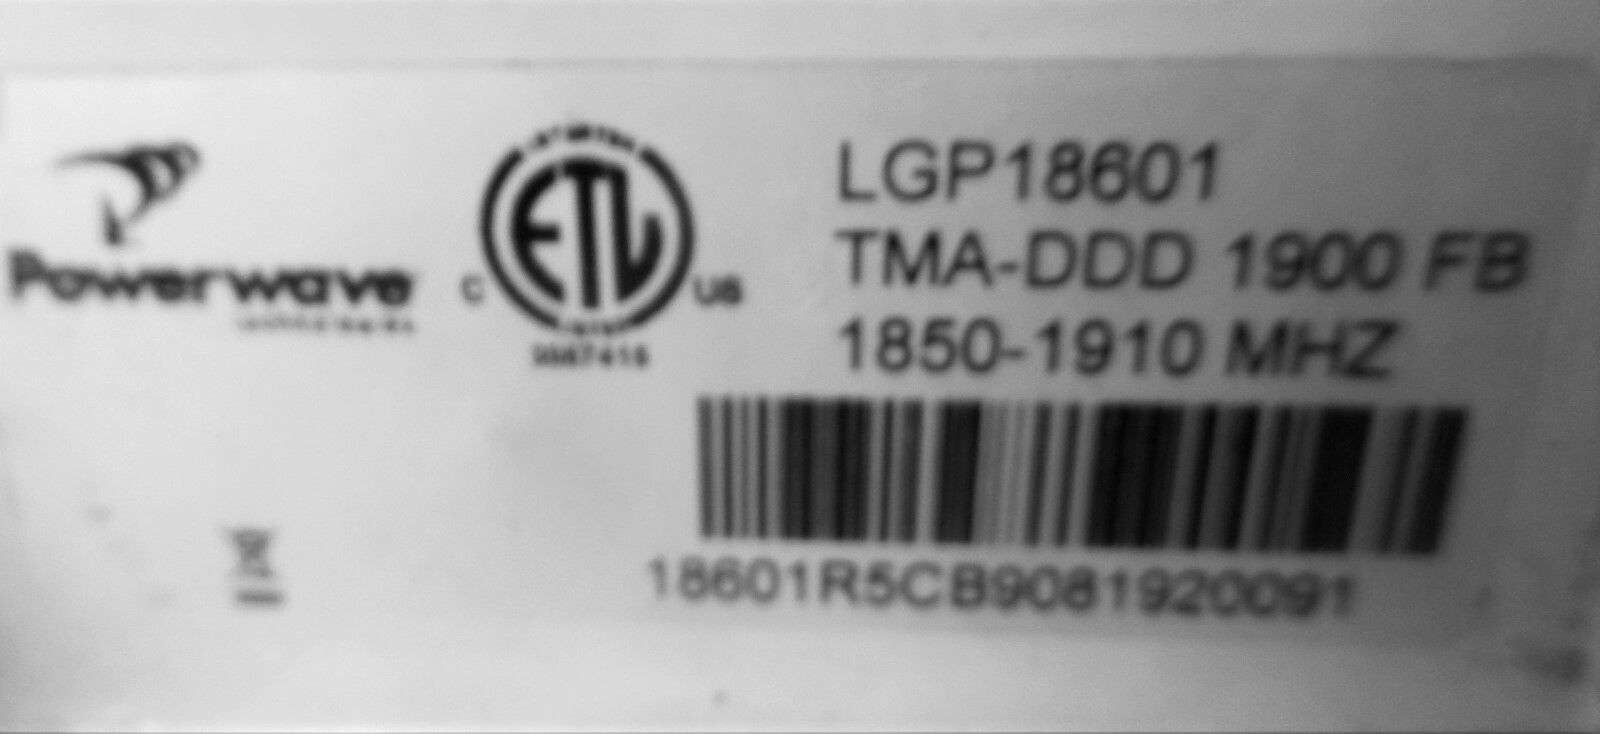 Powerwave
ETL
C US
LGP18601
TMA-DDD 1900 FB
1850-1910 MHZ
18601R5CB9081920091